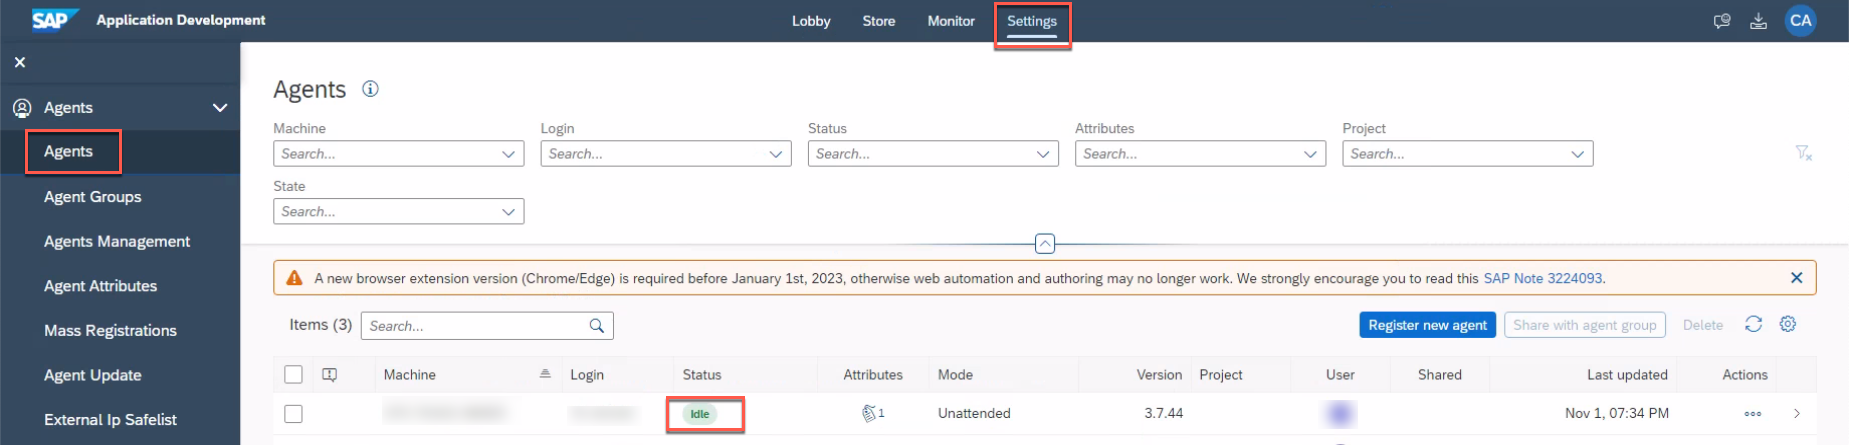 SAP Application Development Lobby Store Monitor Settings CA
Agents
Agents
Agent Groups
Agents Management
Agent Attributes
Mass Registrations
Agent Update
External Ip Safelist
Agents
Machine Login Status Attributes Project
Search... Search... Search... Search... Search...
State
Search...
A new browser extension version (Chrome/Edge) is required before January 1st, 2023, otherwise web automation and authoring may no longer work. We strongly encourage you to read this SAP Note 3224093.
Items (3) Search... Register new agent Share with agent group Delete
Machine Login Status Attributes Mode Version Project User Shared Last updated Actions
Idle 1 Unattended 3.7.44 Nov 1, 07:34 PM